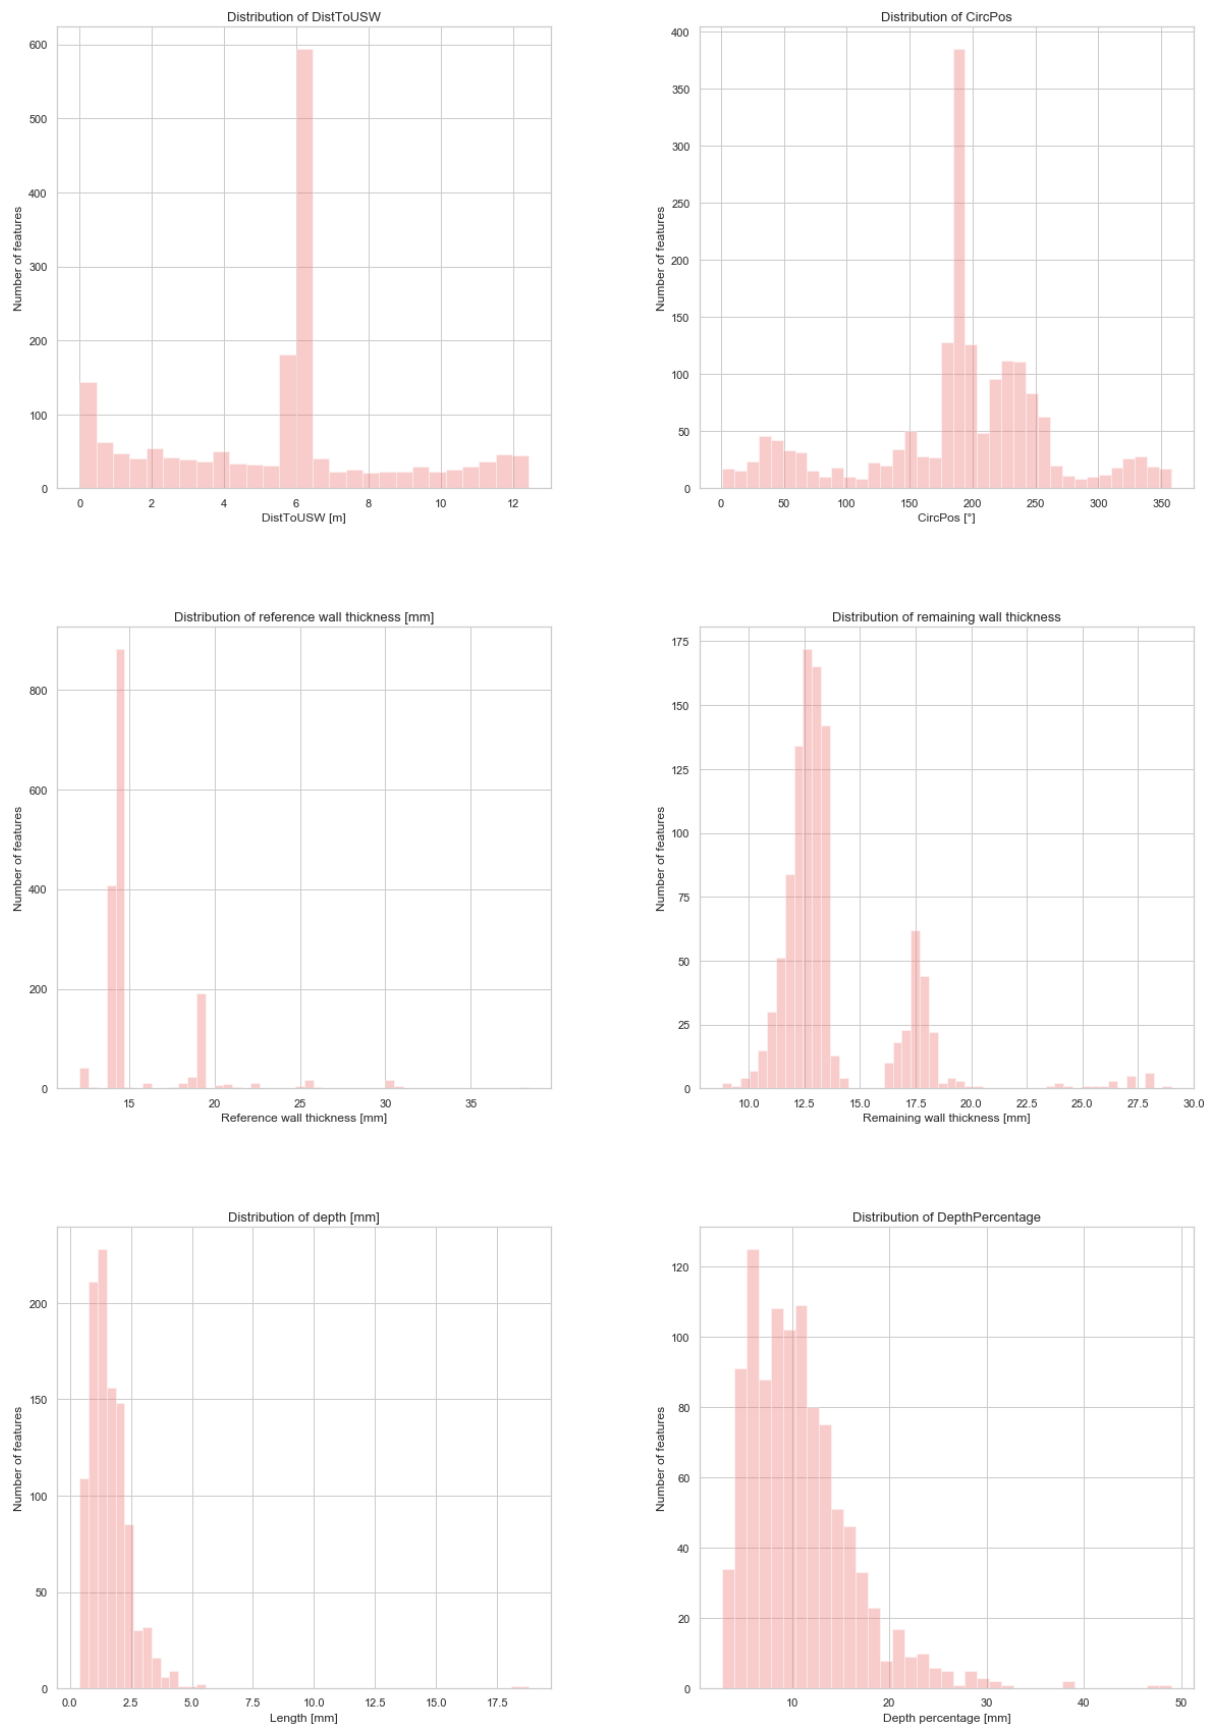 Distribution of DistToUSW
Number of features
600
500
400
300
200
100
0
0 2 4 6 8 10 12
DistToUSW [m]
Distribution of CircPos
Number of features
400
350
300
250
200
150
100
50
0
0 50 100 150 200 250 300 350
CircPos [°]
Distribution of reference wall thickness [mm]
Number of features
800
600
400
200
0
15 20 25 30 35
Reference wall thickness [mm]
Distribution of remaining wall thickness
Number of features
175
150
125
100
75
50
25
0
10.0 12.5 15.0 17.5 20.0 22.5 25.0 27.5 30.0
Remaining wall thickness [mm]
Distribution of depth [mm]
Number of features
200
150
100
50
0
0.0 2.5 5.0 7.5 10.0 12.5 15.0 17.5
Length [mm]
Distribution of DepthPercentage
Number of features
120
100
80
60
40
20
0
10 20 30 40 50
Depth percentage [mm]